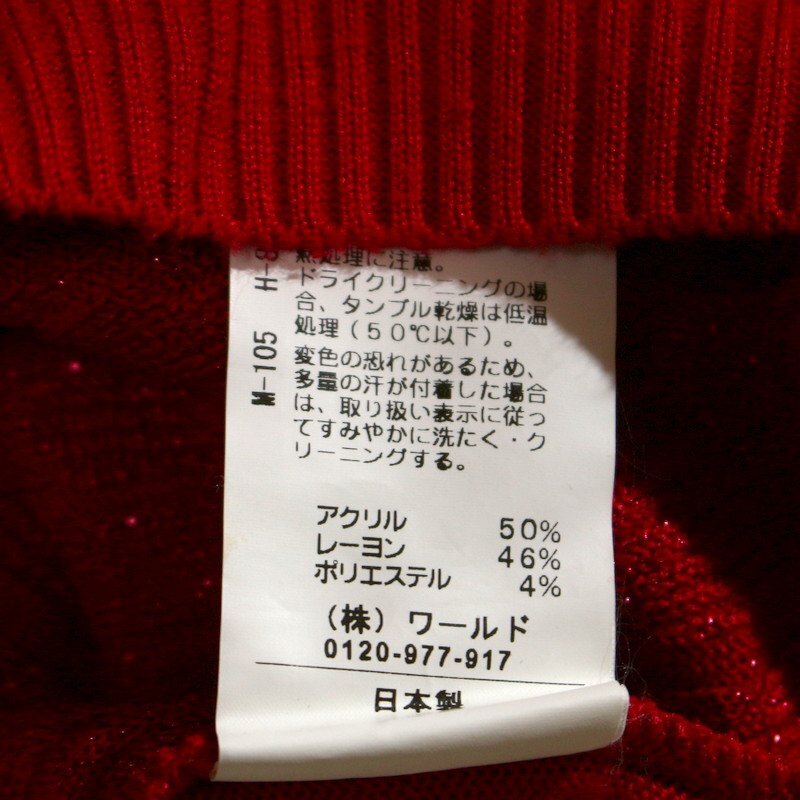 熱処理に注意。
ドライクリーニングの場
合、タンブル乾燥は低温
処理（50℃以下）。
変色の恐れがあるため、
多量の汗が付着した場合
は、取り扱い表示に従っ
てすみやかに洗たく・ク
リーニングする。
M-105
アクリル 50%
レーヨン 46%
ポリエステル 4%
（株）ワールド
0120-977-917
日本製